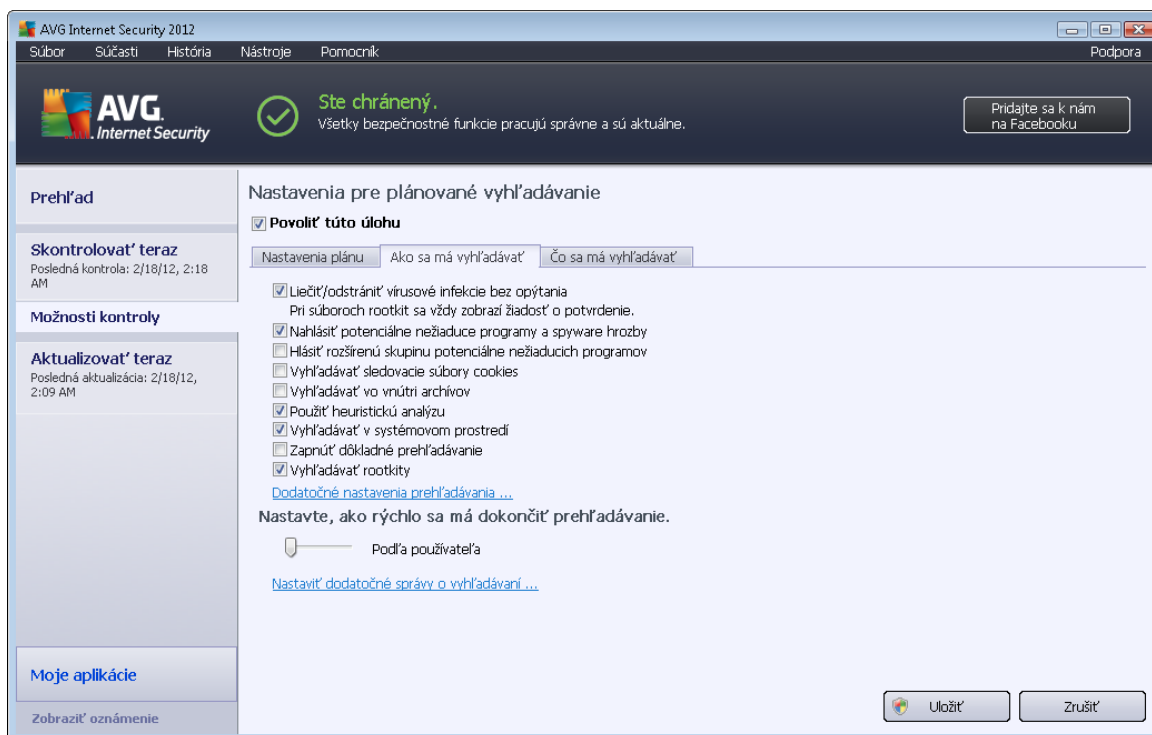 AVG Internet Security 2012
Súbor Súčasti História Nástroje Pomocník Podpora
AVG.
Internet Security
Ste chránený.
Všetky bezpečnostné funkcie pracujú správne a sú aktuálne.
Pridajte sa k nám
na Facebooku
Prehľad
Skontrolovať teraz
Posledná kontrola: 2/18/12, 2:18
AM
Možnosti kontroly
Aktualizovať teraz
Posledná aktualizácia: 2/18/12,
2:09 AM
Moje aplikácie
Zobraziť oznámenie
Nastavenia pre plánované vyhľadávanie
Povoliť túto úlohu
Nastavenia plánu Ako sa má vyhľadávať Čo sa má vyhľadávať
Liečiť/odstrániť vírusové infekcie bez opýtania
Pri súboroch rootkit sa vždy zobrazí žiadosť o potvrdenie.
Nahlásiť potenciálne nežiaduce programy a spyware hrozby
Hlásiť rozšírenú skupinu potenciálne nežiaducich programov
Vyhľadávať sledovacie súbory cookies
Vyhľadávať vo vnútri archívov
Použiť heuristickú analýzu
Vyhľadávať v systémovom prostredí
Zapnúť dôkladné prehľadávanie
Vyhľadávať rootkity
Dodatočné nastavenia prehľadávania ...
Nastavte, ako rýchlo sa má dokončiť prehľadávanie.
Podľa používateľa
Nastaviť dodatočné správy o vyhľadávaní ...
Uložiť Zrušiť